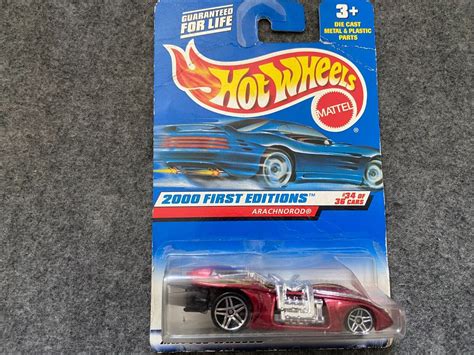 GUARANTEED
FOR LIFE
3+
DIE CAST
METAL & PLASTIC
PARTS
HOT WHEELS
MATTEL
2000 FIRST EDITIONS™
#34 OF
36 CARS
ARACHNOROD®